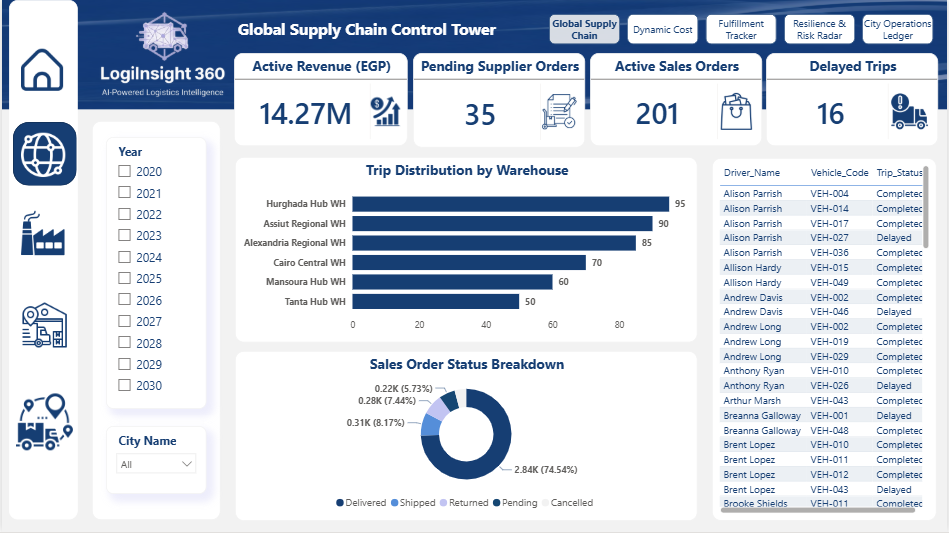 Global Supply Chain Control Tower
Global Supply
Chain
Dynamic Cost
Fulfillment
Tracker
Resilience &
Risk Radar
City Operations
Ledger
LogiInsight 360
AI-Powered Logistics Intelligence
Active Revenue (EGP)
14.27M
Pending Supplier Orders
35
Active Sales Orders
201
Delayed Trips
16
Year
2020
2021
2022
2023
2024
2025
2026
2027
2028
2029
2030
City Name
All
Trip Distribution by Warehouse
Hurghada Hub WH 95
Assiut Regional WH 90
Alexandria Regional WH 85
Cairo Central WH 70
Mansoura Hub WH 60
Tanta Hub WH 50
0 20 40 60 80
Sales Order Status Breakdown
0.22K (5.73%)
0.28K (7.44%)
0.31K (8.17%)
2.84K (74.54%)
Delivered Shipped Returned Pending Cancelled
Driver_Name Vehicle_Code Trip_Status
Alison Parrish VEH-004 Completed
Alison Parrish VEH-014 Completed
Alison Parrish VEH-017 Completed
Alison Parrish VEH-027 Delayed
Alison Parrish VEH-036 Completed
Allison Hardy VEH-015 Completed
Allison Hardy VEH-049 Completed
Andrew Davis VEH-002 Completed
Andrew Davis VEH-046 Delayed
Andrew Long VEH-002 Completed
Andrew Long VEH-019 Completed
Andrew Long VEH-029 Completed
Anthony Ryan VEH-010 Completed
Anthony Ryan VEH-026 Delayed
Arthur Marsh VEH-043 Completed
Breanna Galloway VEH-001 Delayed
Breanna Galloway VEH-048 Completed
Brent Lopez VEH-010 Completed
Brent Lopez VEH-011 Completed
Brent Lopez VEH-012 Completed
Brent Lopez VEH-043 Delayed
Brooke Shields VEH-011 Completed